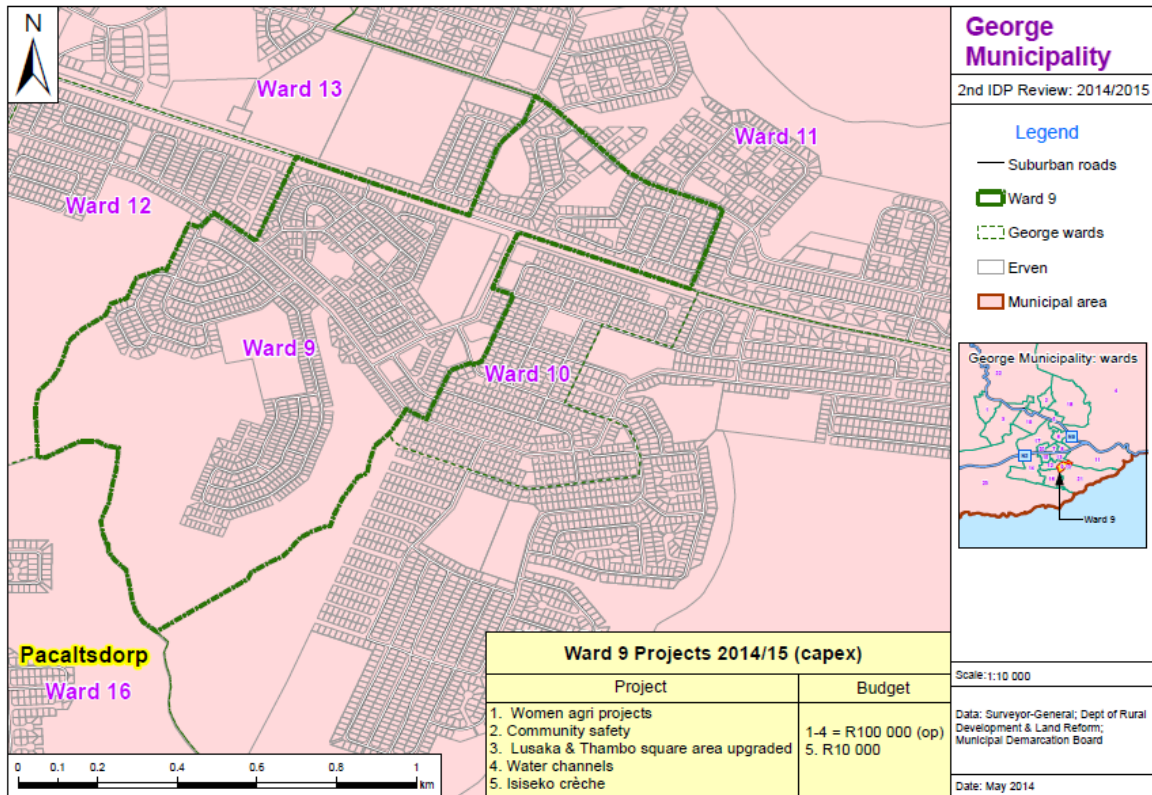 N
Ward 13
Ward 11
Ward 12
Ward 9
Ward 10
Pacaltsdorp
Ward 16
0 0.1 0.2 0.4 0.6 0.8 1
km
Ward 9 Projects 2014/15 (capex)
Project Budget
1. Women agri projects
2. Community safety
3. Lusaka & Thambo square area upgraded
4. Water channels
5. Isiseko crèche
1-4 = R100 000 (op)
5. R10 000
George
Municipality
2nd IDP Review: 2014/2015
Legend
Suburban roads
Ward 9
George wards
Erven
Municipal area
George Municipality: wards
Ward 9
Scale:1:10 000
Data: Surveyor-General; Dept of Rural
Development & Land Reform;
Municipal Demarcation Board
Date: May 2014